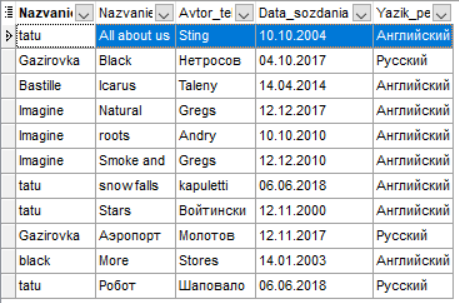 Nazvani Nazvanie Avtor_te Data_sozdania Yazik_pe
tatu All about us Sting 10.10.2004 Английский
Gazirovka Black Нетросов 04.10.2017 Русский
Bastille Icarus Taleny 14.04.2014 Английский
Imagine Natural Gregs 12.12.2017 Английский
Imagine roots Andry 10.10.2010 Английский
Imagine Smoke and Gregs 12.12.2010 Английский
tatu snow falls kapuletti 06.06.2018 Английский
tatu Stars Войтински 12.11.2000 Английский
Gazirovka Аэропорт Молотов 12.11.2017 Русский
black More Stores 14.01.2003 Английский
tatu Робот Шаповало 06.06.2018 Русский